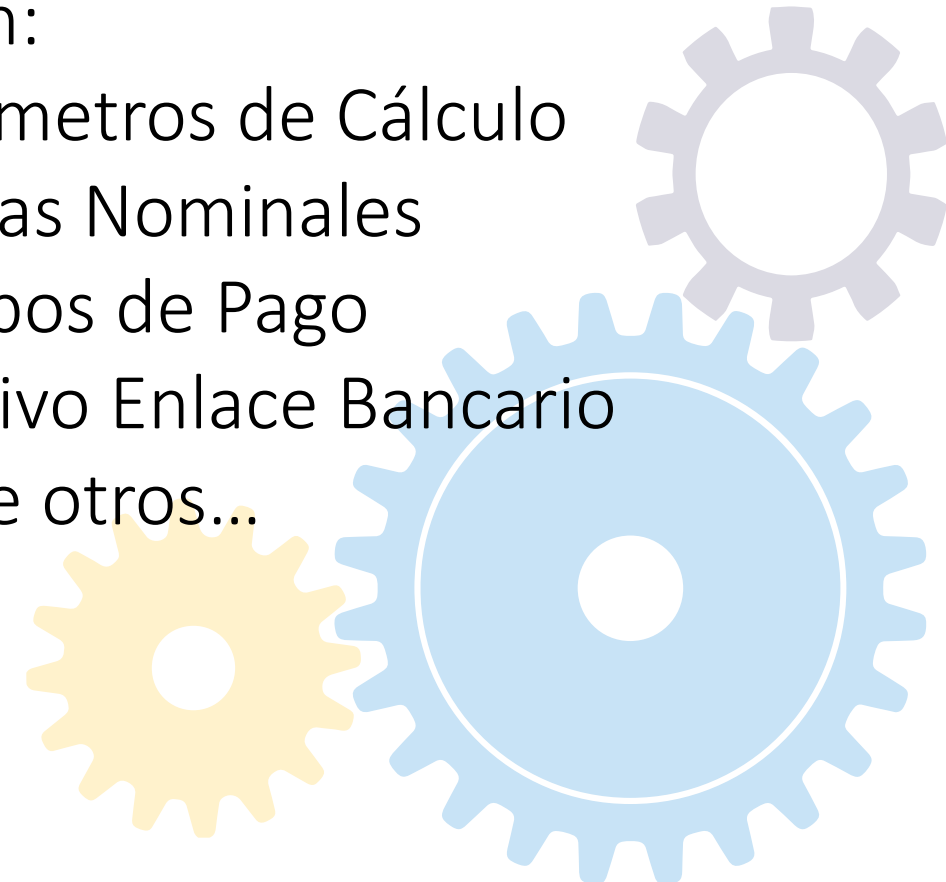 n:
metros de Cálculo
as Nominales
pos de Pago
ivo Enlace Bancario
e otros...